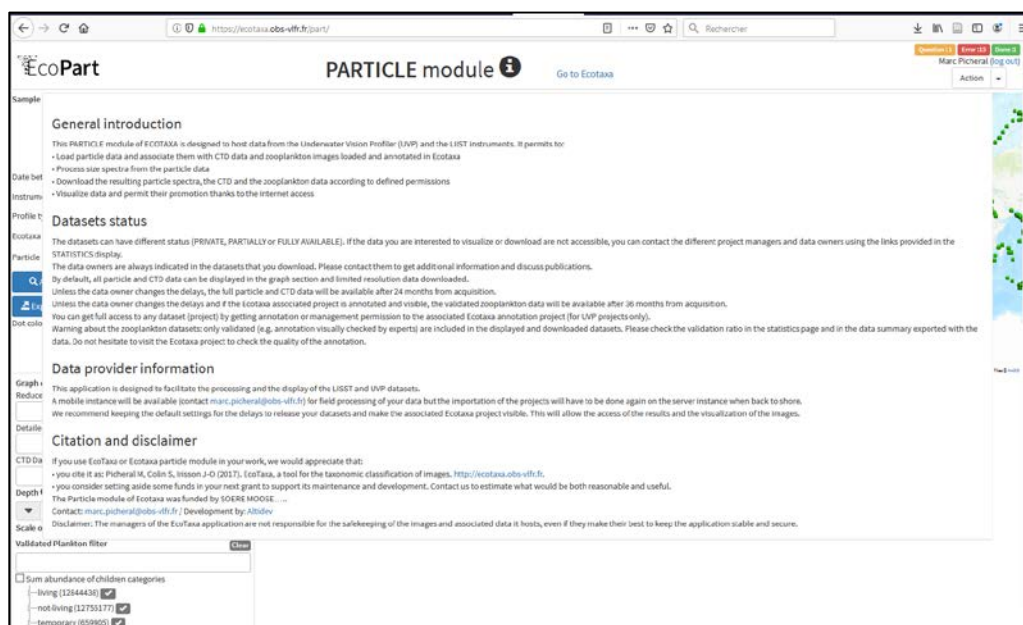 https://ecotaxa.obs-vlfr.fr/part/
Rechercher
EcoPart
PARTICLE module
Go to Ecotaxa
Question :1 Error :33
Marc Picheral (log out)
Action
Sample
General introduction
This PARTICLE module of ECOTAXA is designed to host data from the Underwater Vision Profiler (UVP) and the LISST instruments. It permits to:
• Load particle data and associate them with CTD data and zooplankton images loaded and annotated in Ecotaxa
• Process size spectra from the particle data
• Download the resulting particle spectra, the CTD and the zooplankton data according to defined permissions
• Visualize data and permit their promotion thanks to the internet access
Date bet
Instrum
Profile t
Ecotaxa
Particle
Datasets status
The datasets can have different status (PRIVATE, PARTIALLY or FULLY AVAILABLE). If the data you are interested to visualize or download are not accessible, you can contact the different project managers and data owners using the links provided in the
STATISTICS display.
The data owners are always indicated in the datasets that you download. Please contact them to get additional information and discuss publications.
By default, all particle and CTD data can be displayed in the graph section and limited resolution data downloaded.
Unless the data owner changes the delays, the full particle and CTD data will be available after 24 months from acquisition.
Unless the data owner changes the delays and if the Ecotaxa associated project is annotated and visible, the validated zooplankton data will be available after 36 months from acquisition.
You can get full access to any dataset (project) by getting annotation or management permission to the associated Ecotaxa annotation project (for UVP projects only).
Warning about the zooplankton datasets: only validated (e.g. annotation visually checked by experts) are included in the displayed and downloaded datasets. Please check the validation ratio in the statistics page and in the data summary exported with the
data. Do not hesitate to visit the Ecotaxa project to check the quality of the annotation.
Exp
Dot colo
Data provider information
This application is designed to facilitate the processing and the display of the LISST and UVP datasets.
A mobile instance will be available (contact marc.picheral@obs-vlfr.fr) for field processing of your data but the importation of the projects will have to be done again on the server instance when back to shore.
We recommend keeping the default settings for the delays to release your datasets and make the associated Ecotaxa project visible. This will allow the access of the results and the visualization of the images.
Graph
Reduce
Detaile
CTD Da
Depth
Scale o
Citation and disclaimer
If you use EcoTaxa or Ecotaxa particle module in your work, we would appreciate that:
• you cite it as: Picheral M, Colin S, Irisson J-O (2017). EcoTaxa, a tool for the taxonomic classification of images. http://ecotaxa.obs-vlfr.fr.
• you consider setting aside some funds in your next grant to support its maintenance and development. Contact us to estimate what would be both reasonable and useful.
The Particle module of Ecotaxa was funded by SOERE MOOSE.....
Contact: marc.picheral@obs-vlfr.fr / Development by: Altidev
Disclaimer: The managers of the EcoTaxa application are not responsible for the safekeeping of the images and associated data it hosts, even if they make their best to keep the application stable and secure.
Validated Plankton filter
Clear
Sum abundance of children categories
living (12844438)
not-living (12753177)
temporary (659905)